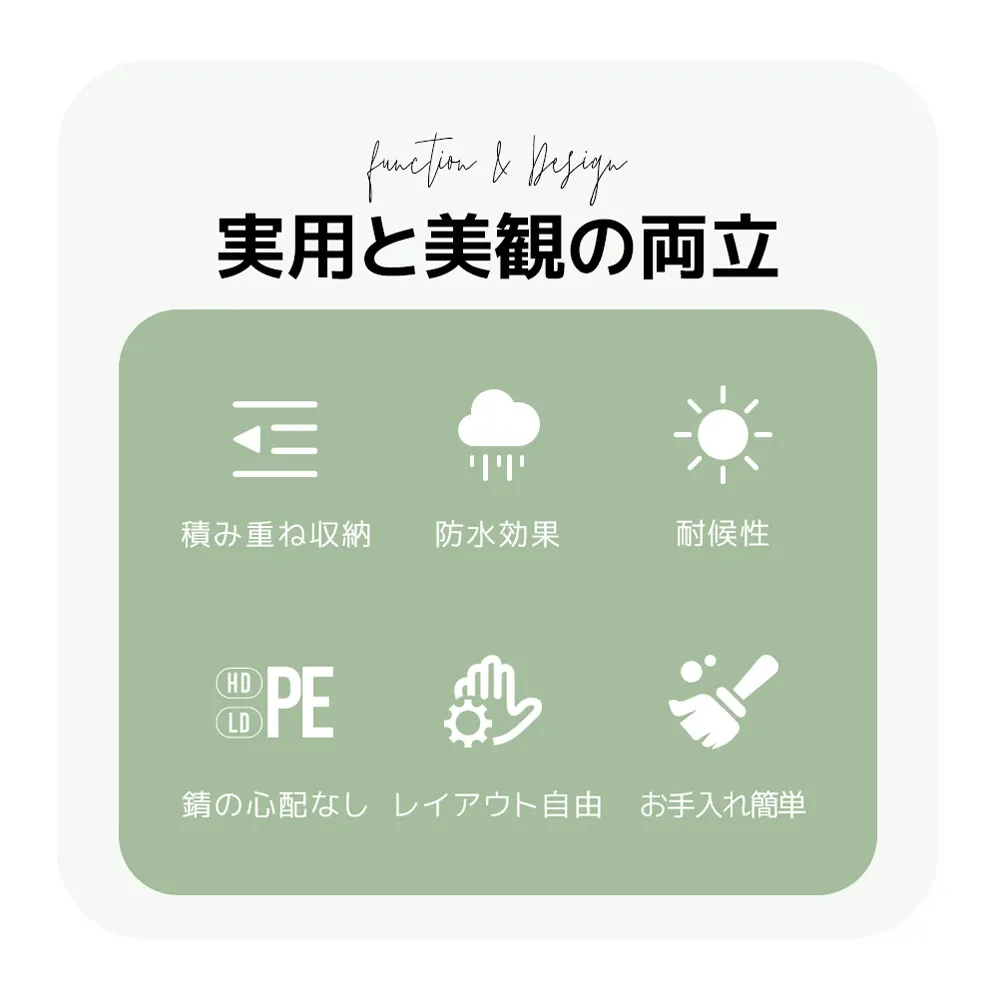 function & Design
実用と美観の両立
積み重ね収納
防水効果
耐候性
HD
LD
PE
錆の心配なし
レイアウト自由
お手入れ簡単